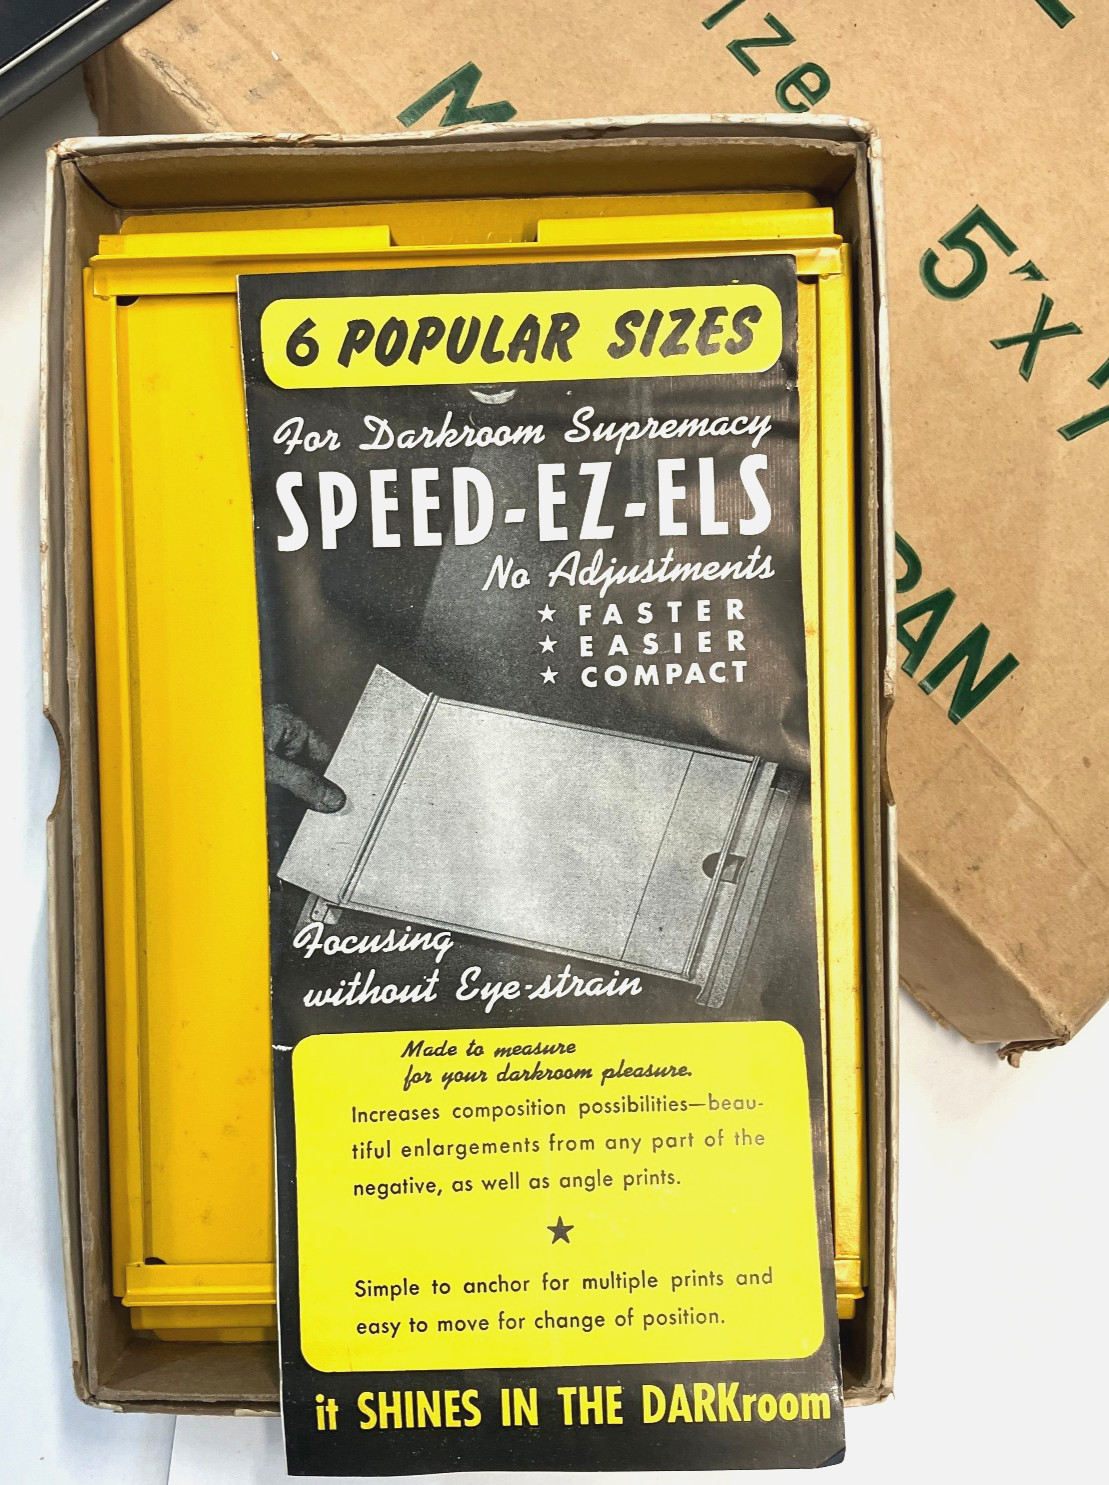 ize
5"X
6 POPULAR SIZES
For Darkroom Supremacy
SPEED-EZ-ELS
No Adjustments
★ FASTER
★ EASIER
★ COMPACT
Focusing
without Eye-strain
Made to measure
for your darkroom pleasure.
Increases composition possibilities—beau-
tiful enlargements from any part of the
negative, as well as angle prints.
★
Simple to anchor for multiple prints and
easy to move for change of position.
it SHINES IN THE DARKroom